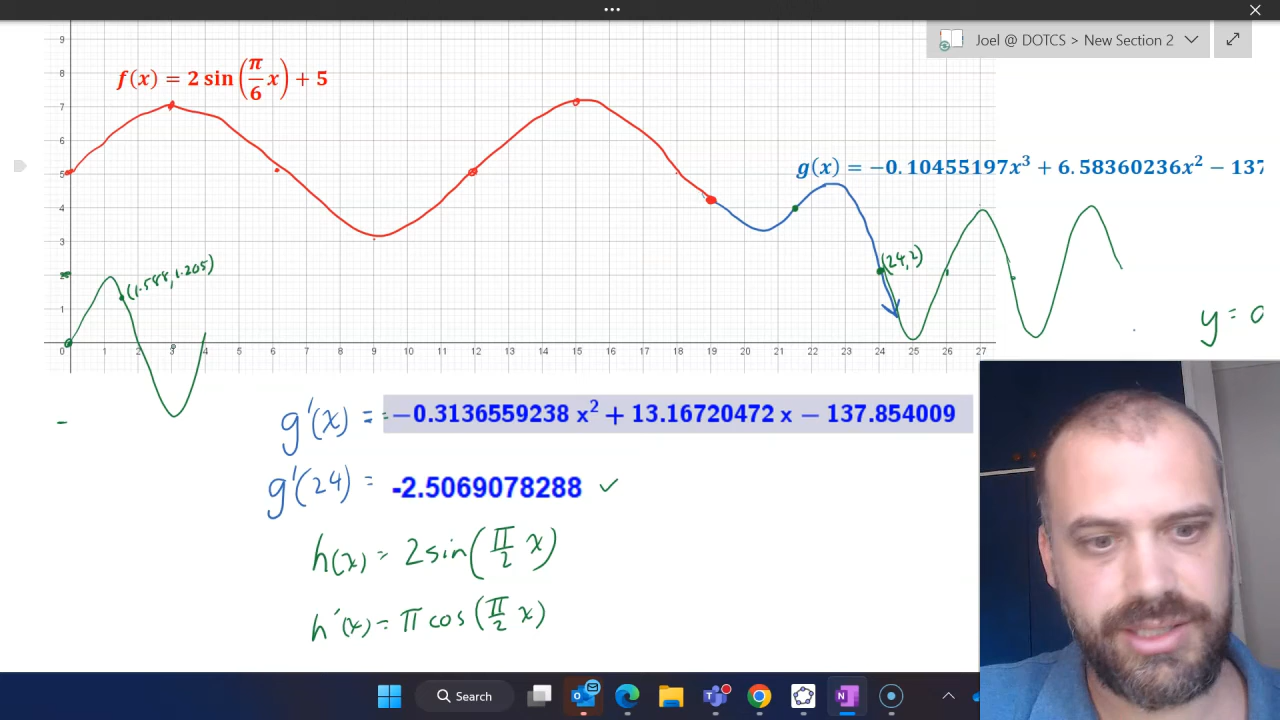 Joel @ DOTCS > New Section 2
9
8
7
6
5
4
3
2
1
f(x) = 2 sin(π/6 x) + 5
g(x) = −0.10455197x³ + 6.58360236x² − 137
(1.588, 1.205)
(24, 2)
y = 0
0 1 2 3 4 5 6 7 8 9 10 11 12 13 14 15 16 17 18 19 20 21 22 23 24 25 26 27
g'(x) = = −0.3136559238 x² + 13.16720472 x − 137.854009
g'(24) = -2.5069078288 ✓
h(x) = 2 sin(π/2 x)
h'(x) = π cos(π/2 x)
Search